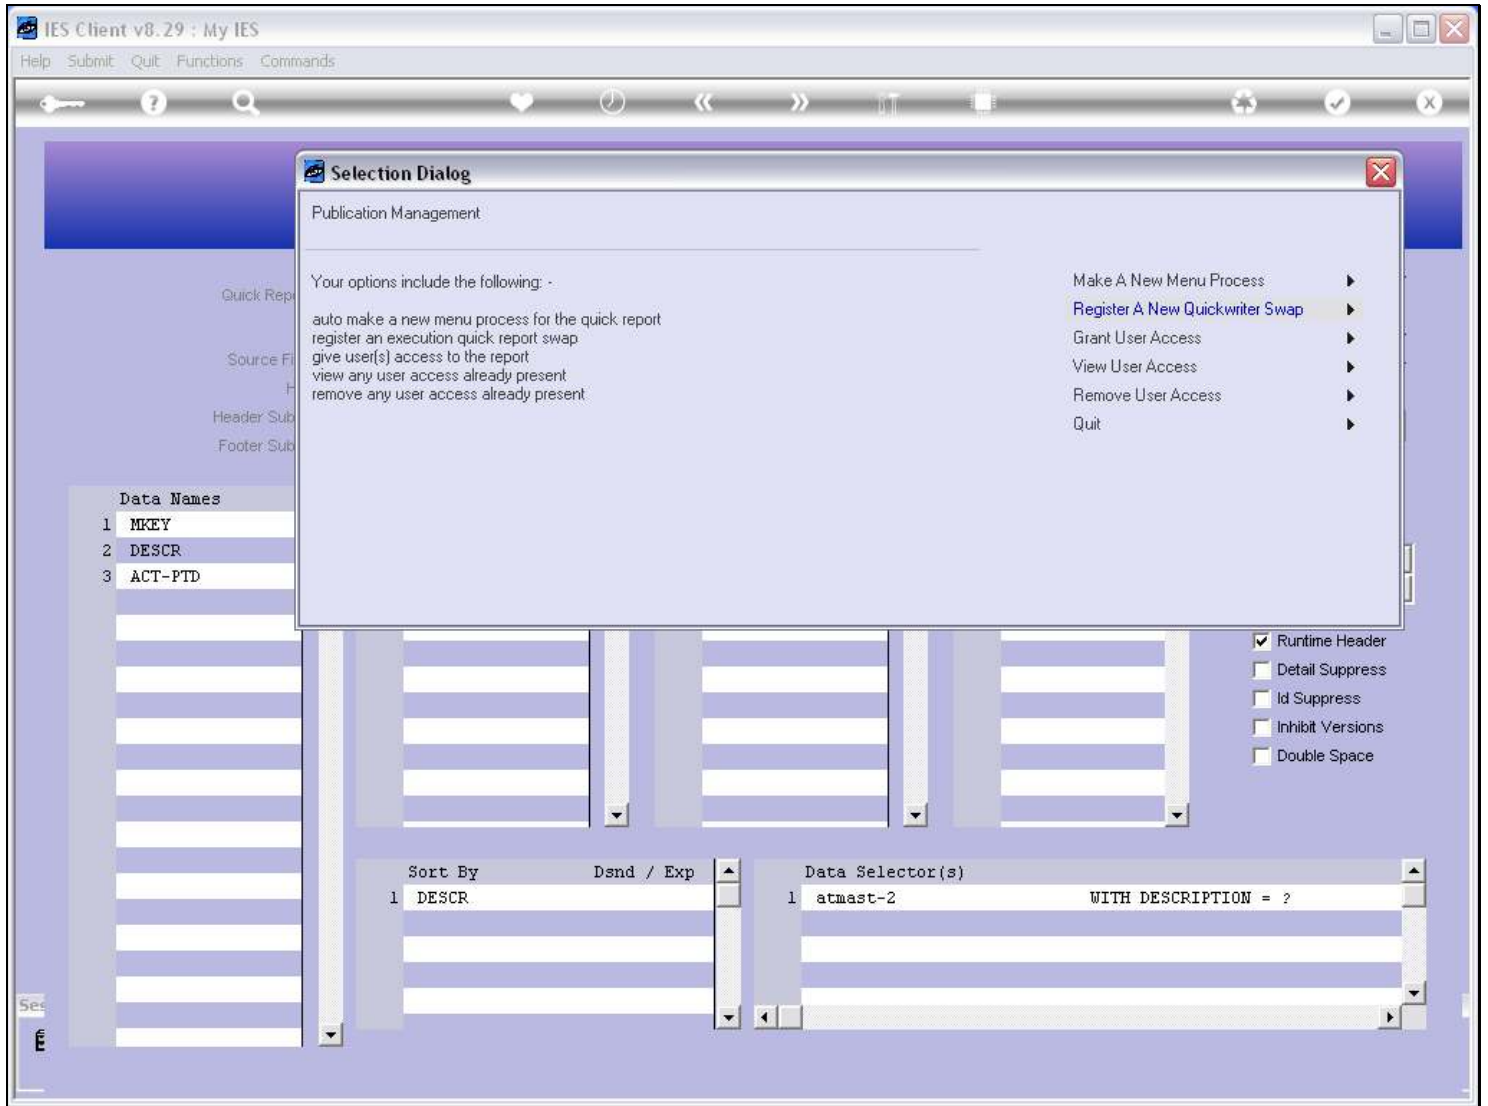 IES Client v8.29 : My IES
Help Submit Quit Functions Commands
Selection Dialog
Publication Management
Your options include the following: -
auto make a new menu process for the quick report
register an execution quick report swap
give user(s) access to the report
view any user access already present
remove any user access already present
Make A New Menu Process
Register A New Quickwriter Swap
Grant User Access
View User Access
Remove User Access
Quit
Quick Rep
Source Fi
H
Header Sub
Footer Sub
Data Names
1 MKEY
2 DESCR
3 ACT-PTD
Runtime Header
Detail Suppress
Id Suppress
Inhibit Versions
Double Space
Sort By Dsnd / Exp
1 DESCR
Data Selector(s)
1 atmast-2 WITH DESCRIPTION = ?
Ses